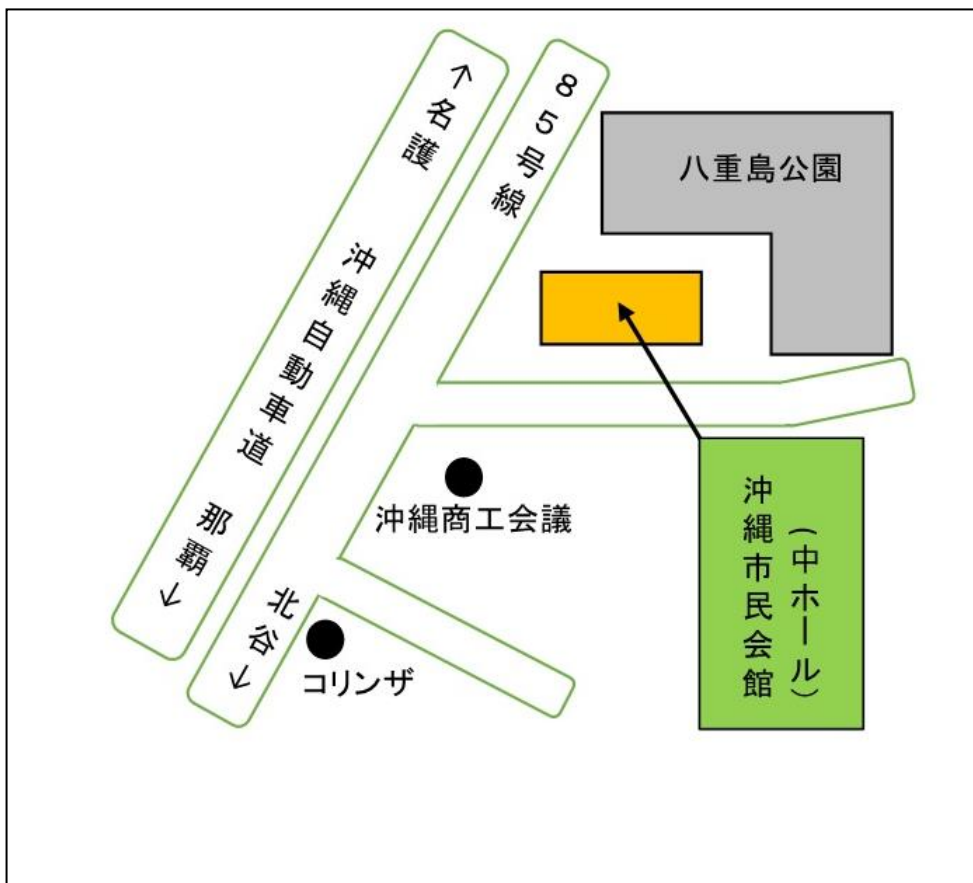 ↑名護
沖縄自動車道
那覇↓
85号線
北谷↓
八重島公園
沖縄商工会議
コリンザ
沖縄市民会館
（中ホール）